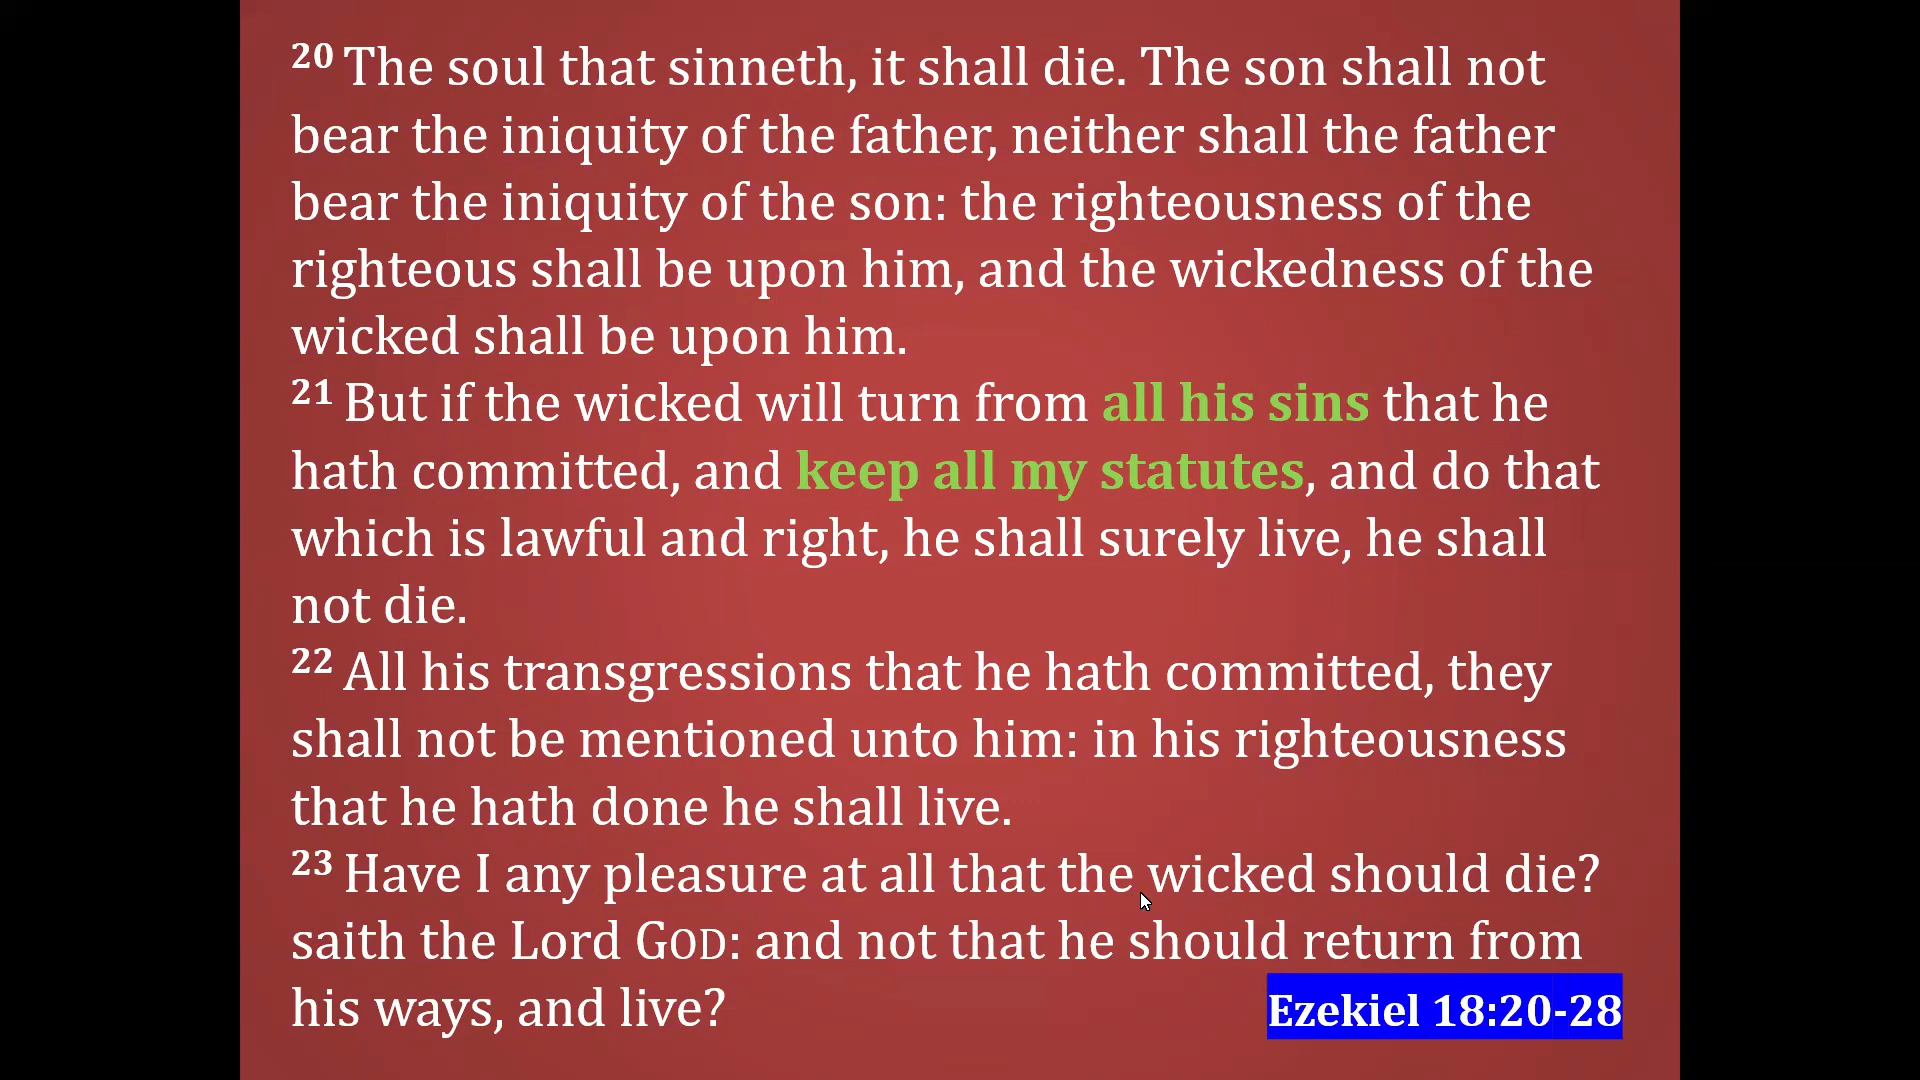 20 The soul that sinneth, it shall die. The son shall not
bear the iniquity of the father, neither shall the father
bear the iniquity of the son: the righteousness of the
righteous shall be upon him, and the wickedness of the
wicked shall be upon him.
21 But if the wicked will turn from all his sins that he
hath committed, and keep all my statutes, and do that
which is lawful and right, he shall surely live, he shall
not die.
22 All his transgressions that he hath committed, they
shall not be mentioned unto him: in his righteousness
that he hath done he shall live.
23 Have I any pleasure at all that the wicked should die?
saith the Lord GOD: and not that he should return from
his ways, and live?
Ezekiel 18:20-28